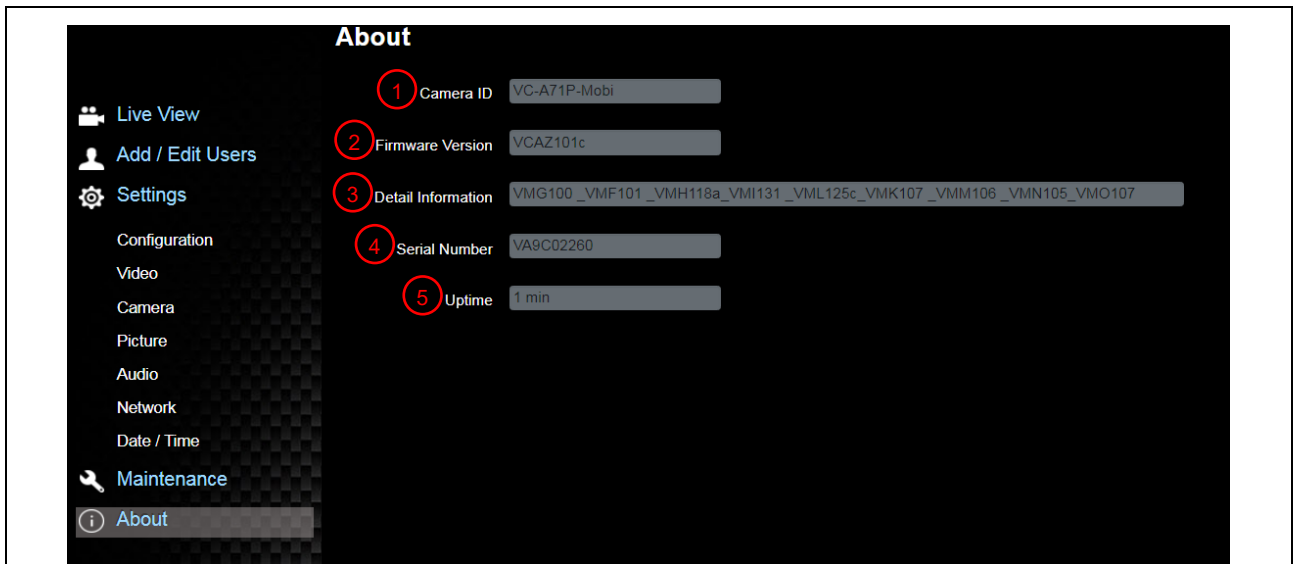 About
1 Camera ID VC-A71P-Mobi
Live View
2 Firmware Version VCAZ101c
Add / Edit Users
Settings
3 Detail Information VMG100 _VMF101 _VMH118a_VMI131 _VML125c_VMK107 _VMM106 _VMN105_VMO107
Configuration
4 Serial Number VA9C02260
Video
5 Uptime 1 min
Camera
Picture
Audio
Network
Date / Time
Maintenance
About